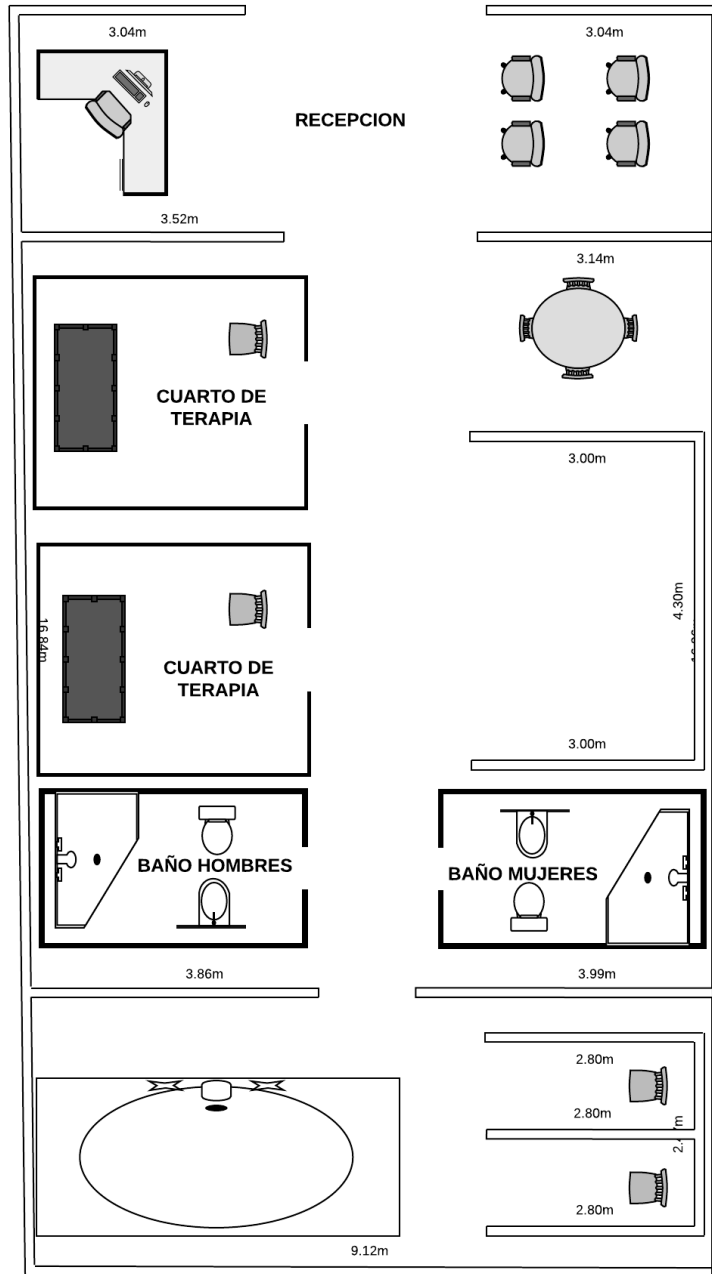 3.04m
3.04m
RECEPCION
3.52m
3.14m
CUARTO DE
TERAPIA
3.00m
4.30m
16.84m
CUARTO DE
TERAPIA
3.00m
BAÑO HOMBRES
BAÑO MUJERES
3.86m
3.99m
2.80m
2.80m
2.80m
9.12m